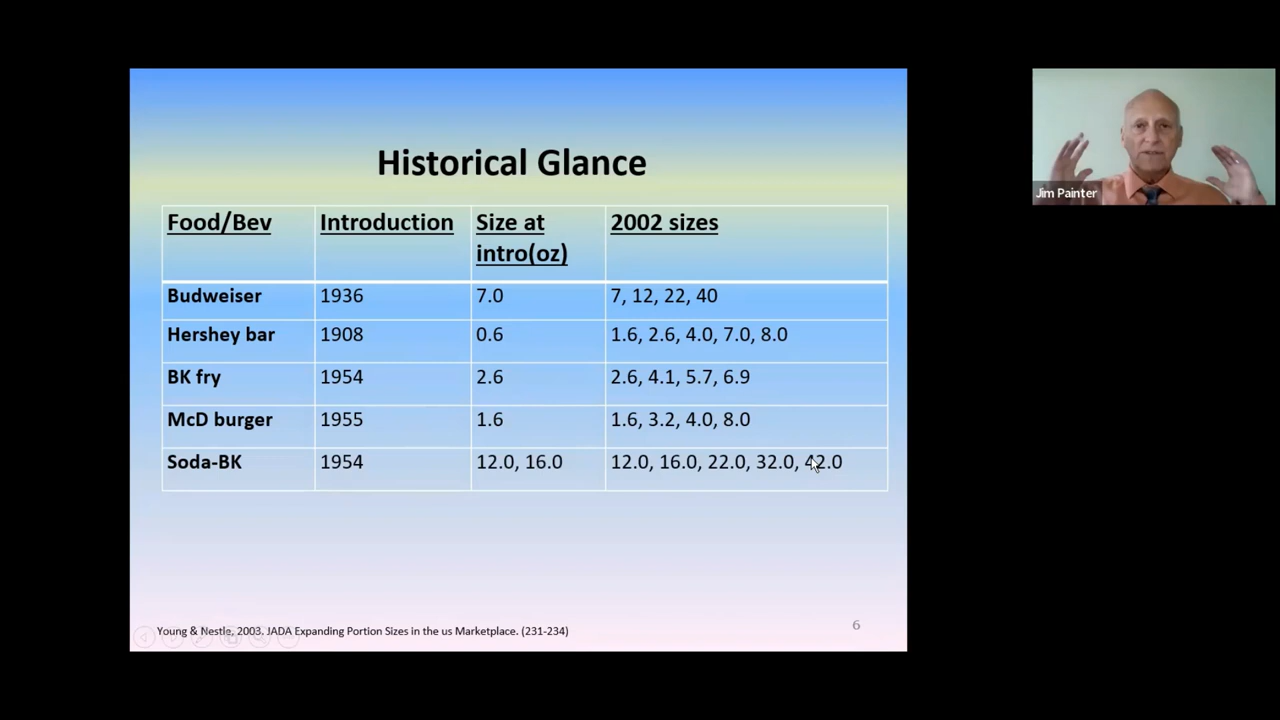 Historical Glance
Food/Bev Introduction Size at intro(oz) 2002 sizes
Budweiser 1936 7.0 7, 12, 22, 40
Hershey bar 1908 0.6 1.6, 2.6, 4.0, 7.0, 8.0
BK fry 1954 2.6 2.6, 4.1, 5.7, 6.9
McD burger 1955 1.6 1.6, 3.2, 4.0, 8.0
Soda-BK 1954 12.0, 16.0 12.0, 16.0, 22.0, 32.0, 42.0
Young & Nestle, 2003. JADA Expanding Portion Sizes in the us Marketplace. (231-234)
6
Jim Painter